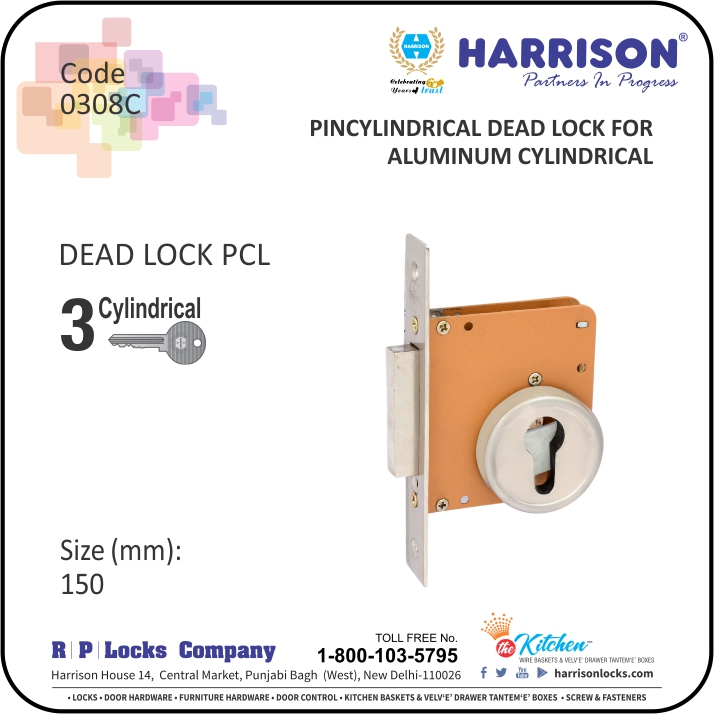 Code
0308C
HARRISON
HARRISON®
Celebrating
Years of trust
Partners In Progress
PINCYLINDRICAL DEAD LOCK FOR
ALUMINUM CYLINDRICAL
DEAD LOCK PCL
3 Cylindrical
Size (mm):
150
R|P|Locks Company
Harrison House 14, Central Market, Punjabi Bagh (West), New Delhi-110026
TOLL FREE No.
1-800-103-5795
the Kitchen™
WIRE BASKETS & VELV'E' DRAWER TANTEM'E' BOXES
You Tube harrisonlocks.com
• LOCKS • DOOR HARDWARE • FURNITURE HARDWARE • DOOR CONTROL • KITCHEN BASKETS & VELV'E' DRAWER TANTEM'E' BOXES • SCREW & FASTENERS